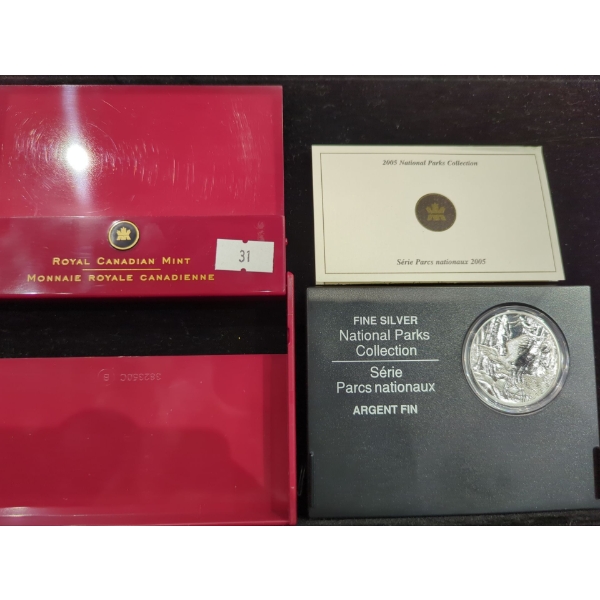 ROYAL CANADIAN MINT
MONNAIE ROYALE CANADIENNE
31
2005 National Parks Collection
Série Parcs nationaux 2005
FINE SILVER
National Parks
Collection
Série
Parcs nationaux
ARGENT FIN